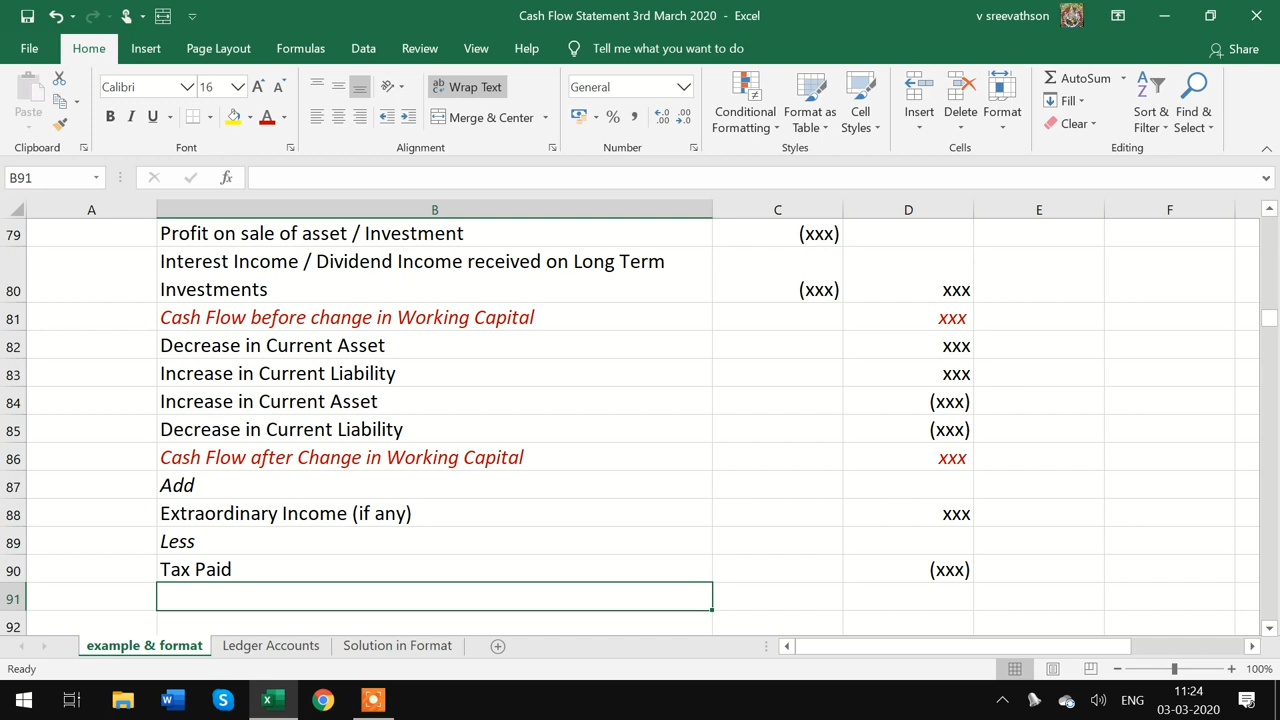 Cash Flow Statement 3rd March 2020 - Excel
v sreevathson
File Home Insert Page Layout Formulas Data Review View Help Tell me what you want to do
Share
Paste
Calibri 16
Wrap Text
Merge & Center
General
Conditional Formatting
Format as Table
Cell Styles
Insert Delete Format
AutoSum
Fill
Clear
Sort & Filter
Find & Select
Clipboard Font Alignment Number Styles Cells Editing
B91 fx
A B C D E F
79 Profit on sale of asset / Investment (xxx)
Interest Income / Dividend Income received on Long Term
80 Investments (xxx) xxx
81 Cash Flow before change in Working Capital xxx
82 Decrease in Current Asset xxx
83 Increase in Current Liability xxx
84 Increase in Current Asset (xxx)
85 Decrease in Current Liability (xxx)
86 Cash Flow after Change in Working Capital xxx
87 Add
88 Extraordinary Income (if any) xxx
89 Less
90 Tax Paid (xxx)
91
92
example & format Ledger Accounts Solution in Format
Ready 100%
ENG 11:24
03-03-2020